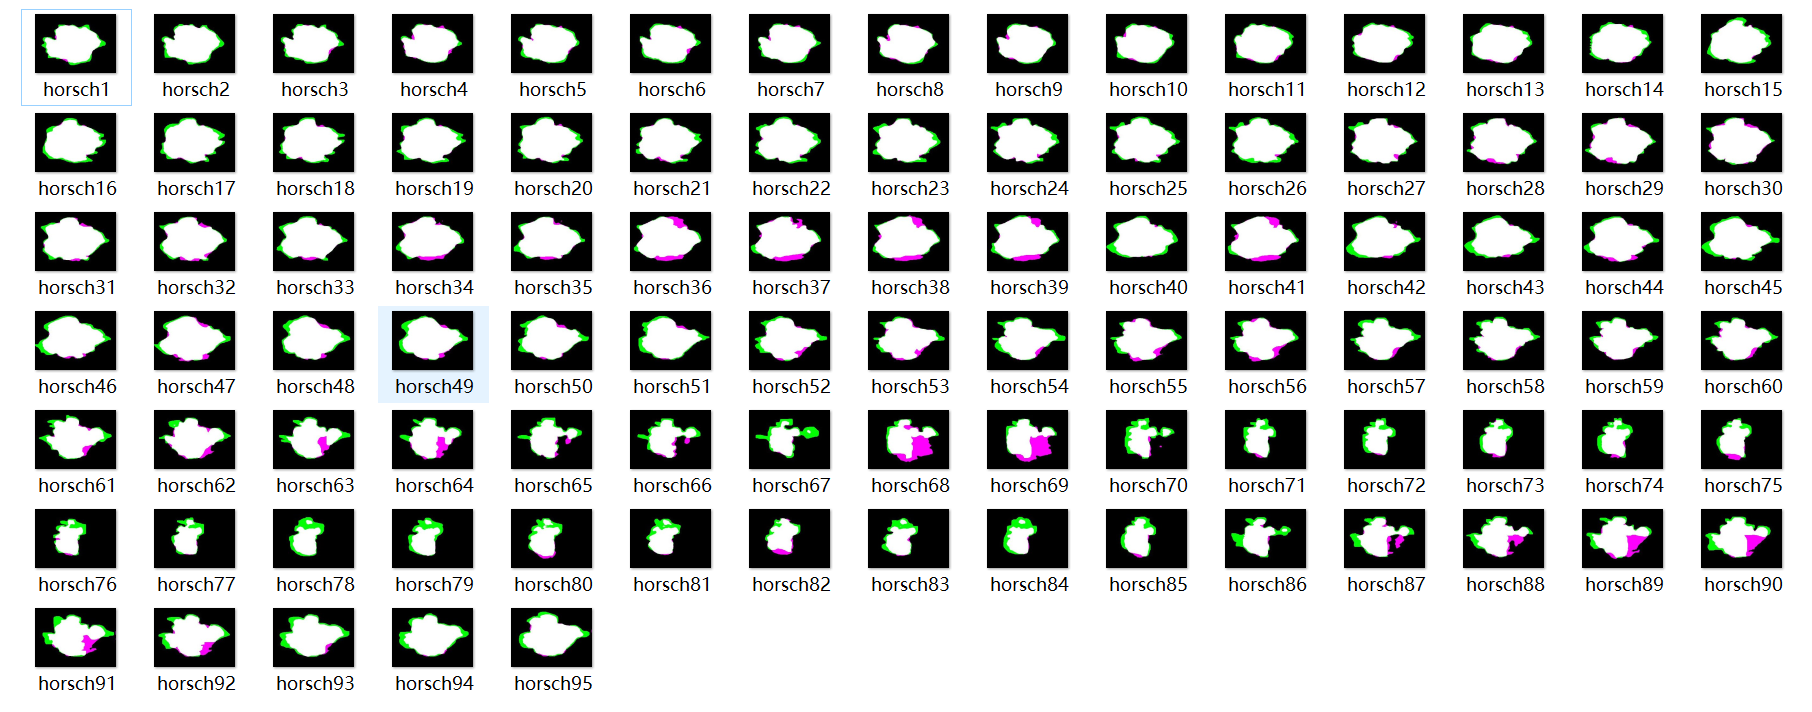 horsch1 horsch2 horsch3 horsch4 horsch5 horsch6 horsch7 horsch8 horsch9 horsch10 horsch11 horsch12 horsch13 horsch14 horsch15
horsch16 horsch17 horsch18 horsch19 horsch20 horsch21 horsch22 horsch23 horsch24 horsch25 horsch26 horsch27 horsch28 horsch29 horsch30
horsch31 horsch32 horsch33 horsch34 horsch35 horsch36 horsch37 horsch38 horsch39 horsch40 horsch41 horsch42 horsch43 horsch44 horsch45
horsch46 horsch47 horsch48 horsch49 horsch50 horsch51 horsch52 horsch53 horsch54 horsch55 horsch56 horsch57 horsch58 horsch59 horsch60
horsch61 horsch62 horsch63 horsch64 horsch65 horsch66 horsch67 horsch68 horsch69 horsch70 horsch71 horsch72 horsch73 horsch74 horsch75
horsch76 horsch77 horsch78 horsch79 horsch80 horsch81 horsch82 horsch83 horsch84 horsch85 horsch86 horsch87 horsch88 horsch89 horsch90
horsch91 horsch92 horsch93 horsch94 horsch95